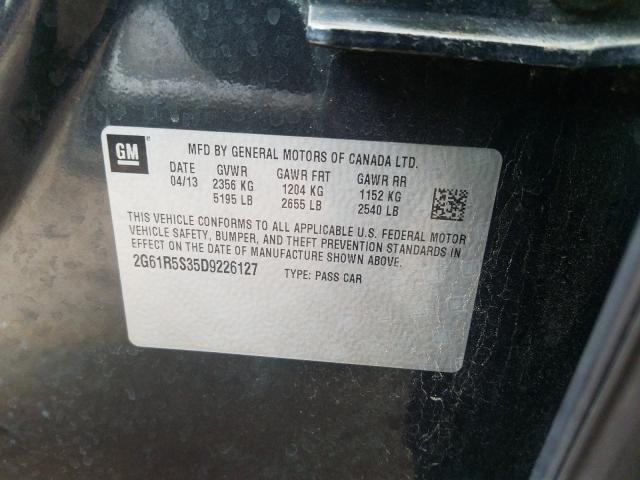 GM
MFD BY GENERAL MOTORS OF CANADA LTD.
DATE GVWR GAWR FRT GAWR RR
04/13 2356 KG 1204 KG 1152 KG
5195 LB 2655 LB 2540 LB
THIS VEHICLE CONFORMS TO ALL APPLICABLE U.S. FEDERAL MOTOR
VEHICLE SAFETY, BUMPER, AND THEFT PREVENTION STANDARDS IN
EFFECT ON THE DATE OF MANUFACTURE SHOWN ABOVE.
2G61R5S35D9226127 TYPE: PASS CAR